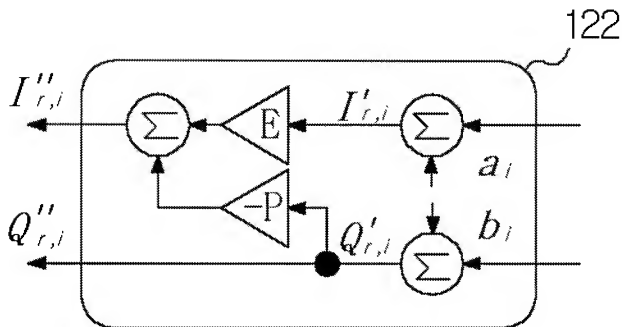 122
I''r,i Σ E I'r,i Σ
ai
-P
Q''r,i Q'r,i Σ bi